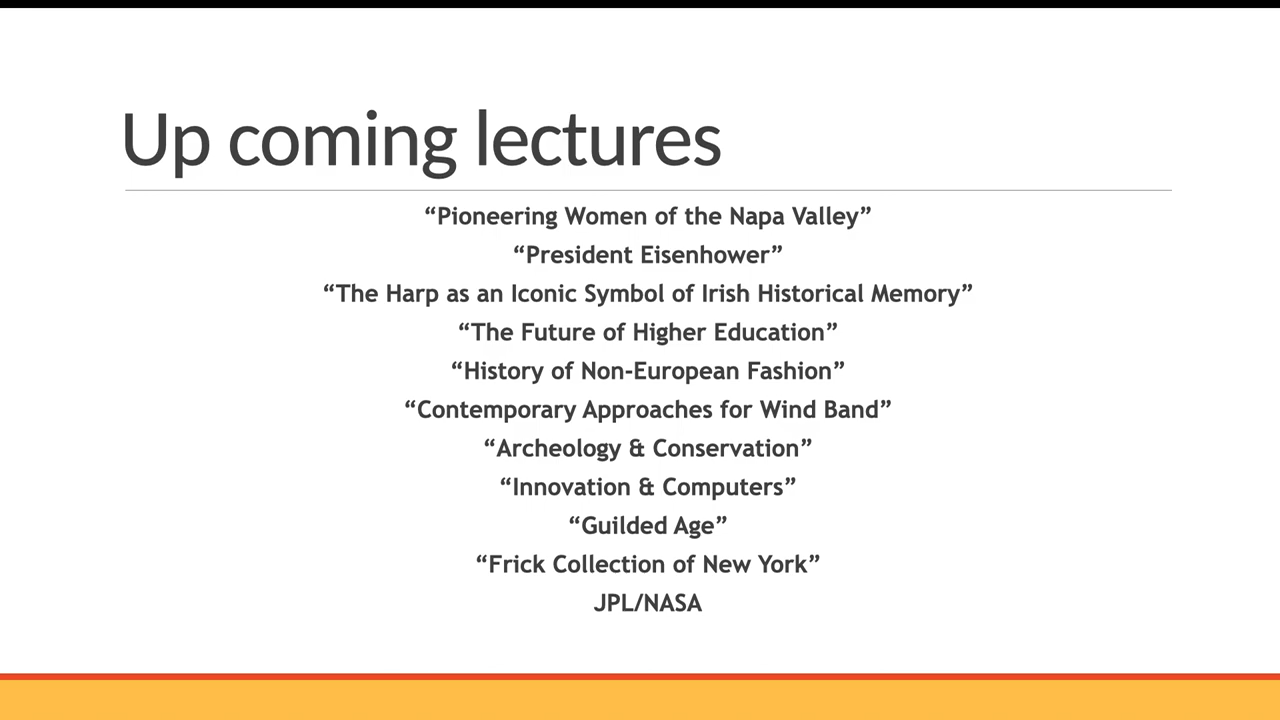 Up coming lectures
“Pioneering Women of the Napa Valley”
“President Eisenhower”
“The Harp as an Iconic Symbol of Irish Historical Memory”
“The Future of Higher Education”
“History of Non-European Fashion”
“Contemporary Approaches for Wind Band”
“Archeology & Conservation”
“Innovation & Computers”
“Guilded Age”
“Frick Collection of New York”
JPL/NASA